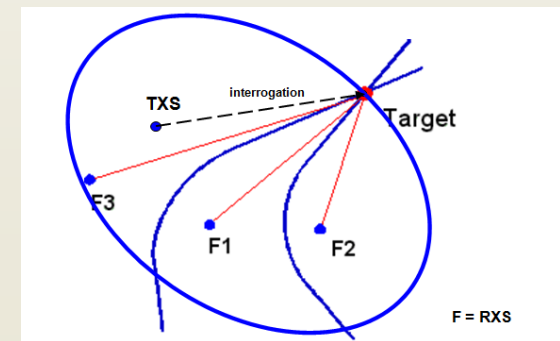 interrogation
TXS
Target
F3
F1
F2
F = RXS